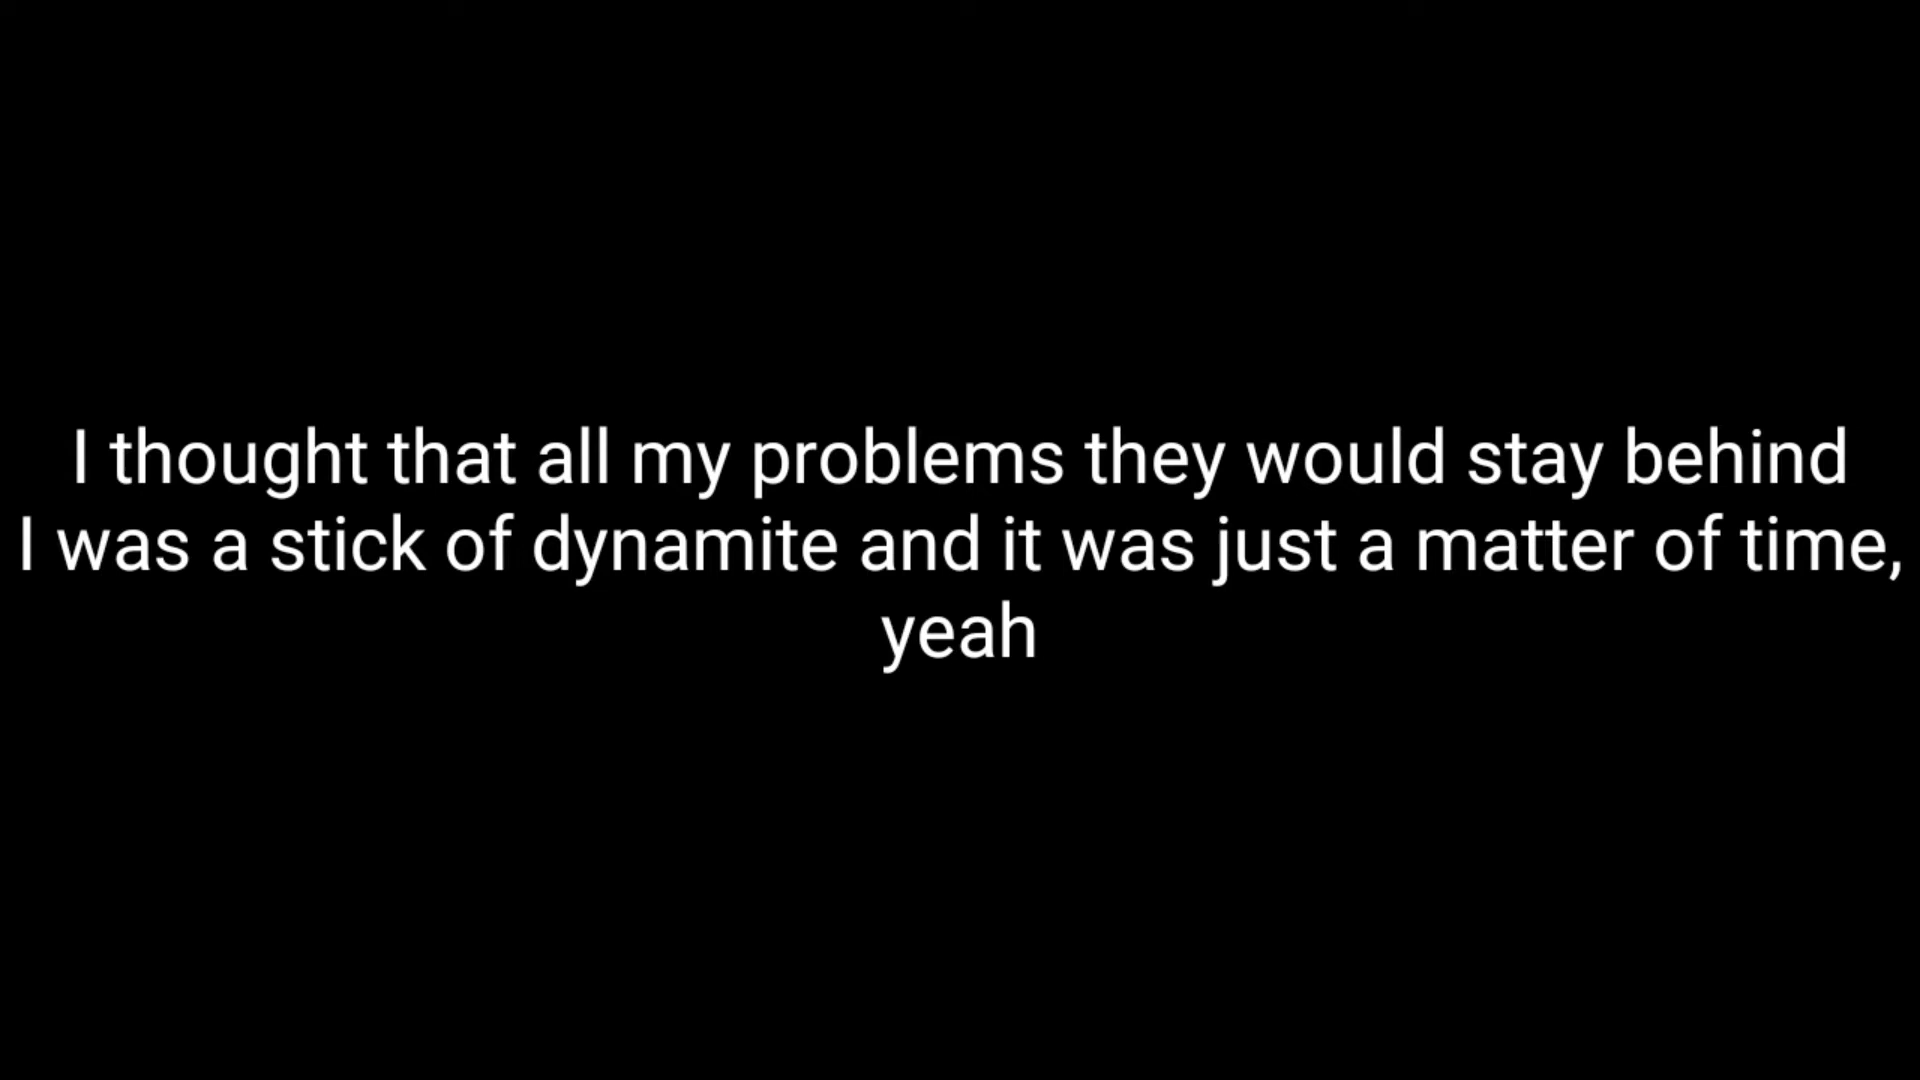 I thought that all my problems they would stay behind
I was a stick of dynamite and it was just a matter of time,
yeah